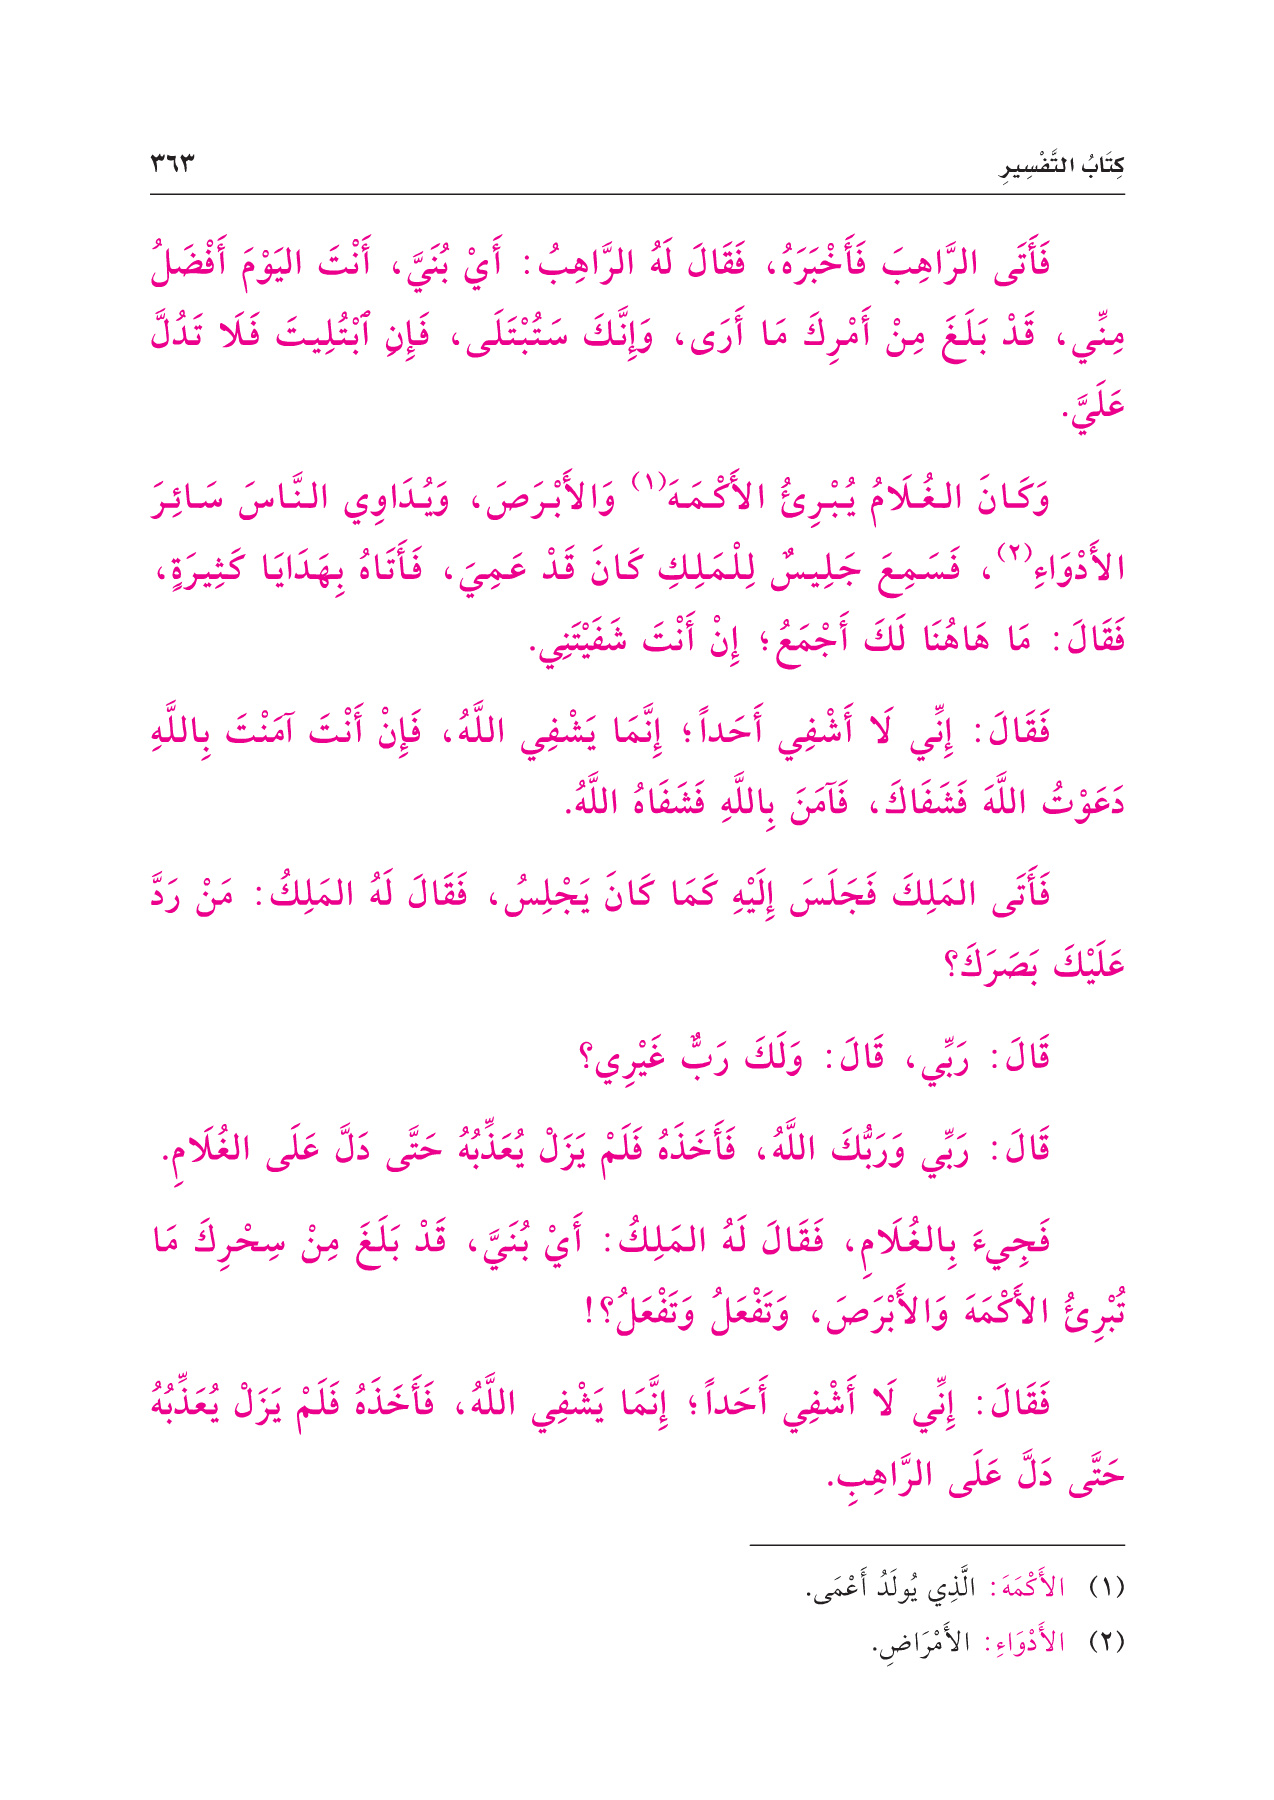 كِتَابُ التَّفْسِيرِ ٣٦٣
فَأَتَى الرَّاهِبَ فَأَخْبَرَهُ، فَقَالَ لَهُ الرَّاهِبُ: أَيْ بُنَيَّ، أَنْتَ اليَوْمَ أَفْضَلُ
مِنِّي، قَدْ بَلَغَ مِنْ أَمْرِكَ مَا أَرَى، وَإِنَّكَ سَتُبْتَلَى، فَإِنِ ٱبْتُلِيتَ فَلَا تَدُلَّ
عَلَيَّ.
وَكَانَ الغُلَامُ يُبْرِئُ الأَكْمَهَ(١) وَالأَبْرَصَ، وَيُدَاوِي النَّاسَ سَائِرَ
الأَدْوَاءِ(٢)، فَسَمِعَ جَلِيسٌ لِلْمَلِكِ كَانَ قَدْ عَمِيَ، فَأَتَاهُ بِهَدَايَا كَثِيرَةٍ،
فَقَالَ: مَا هَاهُنَا لَكَ أَجْمَعُ؛ إِنْ أَنْتَ شَفَيْتَنِي.
فَقَالَ: إِنِّي لَا أَشْفِي أَحَداً؛ إِنَّمَا يَشْفِي اللَّهُ، فَإِنْ أَنْتَ آمَنْتَ بِاللَّهِ
دَعَوْتُ اللَّهَ فَشَفَاكَ، فَآمَنَ بِاللَّهِ فَشَفَاهُ اللَّهُ.
فَأَتَى المَلِكَ فَجَلَسَ إِلَيْهِ كَمَا كَانَ يَجْلِسُ، فَقَالَ لَهُ المَلِكُ: مَنْ رَدَّ
عَلَيْكَ بَصَرَكَ؟
قَالَ: رَبِّي، قَالَ: وَلَكَ رَبٌّ غَيْرِي؟
قَالَ: رَبِّي وَرَبُّكَ اللَّهُ، فَأَخَذَهُ فَلَمْ يَزَلْ يُعَذِّبُهُ حَتَّى دَلَّ عَلَى الغُلَامِ.
فَجِيءَ بِالغُلَامِ، فَقَالَ لَهُ المَلِكُ: أَيْ بُنَيَّ، قَدْ بَلَغَ مِنْ سِحْرِكَ مَا
تُبْرِئُ الأَكْمَهَ وَالأَبْرَصَ، وَتَفْعَلُ وَتَفْعَلُ؟!
فَقَالَ: إِنِّي لَا أَشْفِي أَحَداً؛ إِنَّمَا يَشْفِي اللَّهُ، فَأَخَذَهُ فَلَمْ يَزَلْ يُعَذِّبُهُ
حَتَّى دَلَّ عَلَى الرَّاهِبِ.
(١) الأَكْمَهَ: الَّذِي يُولَدُ أَعْمَى.
(٢) الأَدْوَاءِ: الأَمْرَاضِ.